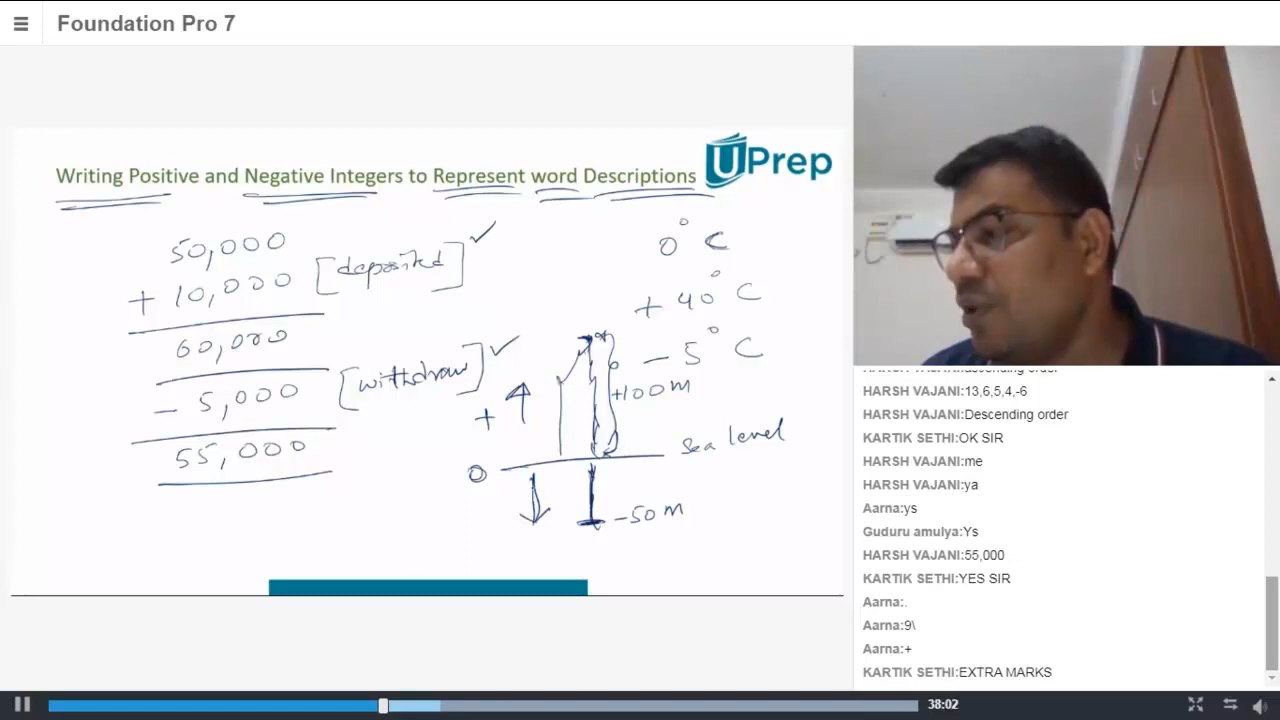 Foundation Pro 7
Writing Positive and Negative Integers to Represent word Descriptions
UPrep
50,000
+ 10,000 [deposited]
60,000
- 5,000 [withdraw]
55,000
0°C
+ 40°C
- 5°C
+100m
+
0
sea level
-50m
HARSH VAJANI:13,6,5,4,-6
HARSH VAJANI:Descending order
KARTIK SETHI:OK SIR
HARSH VAJANI:me
HARSH VAJANI:ya
Aarna:ys
Guduru amulya:Ys
HARSH VAJANI:55,000
KARTIK SETHI:YES SIR
Aarna:.
Aarna:9\
Aarna:+
KARTIK SETHI:EXTRA MARKS
38:02